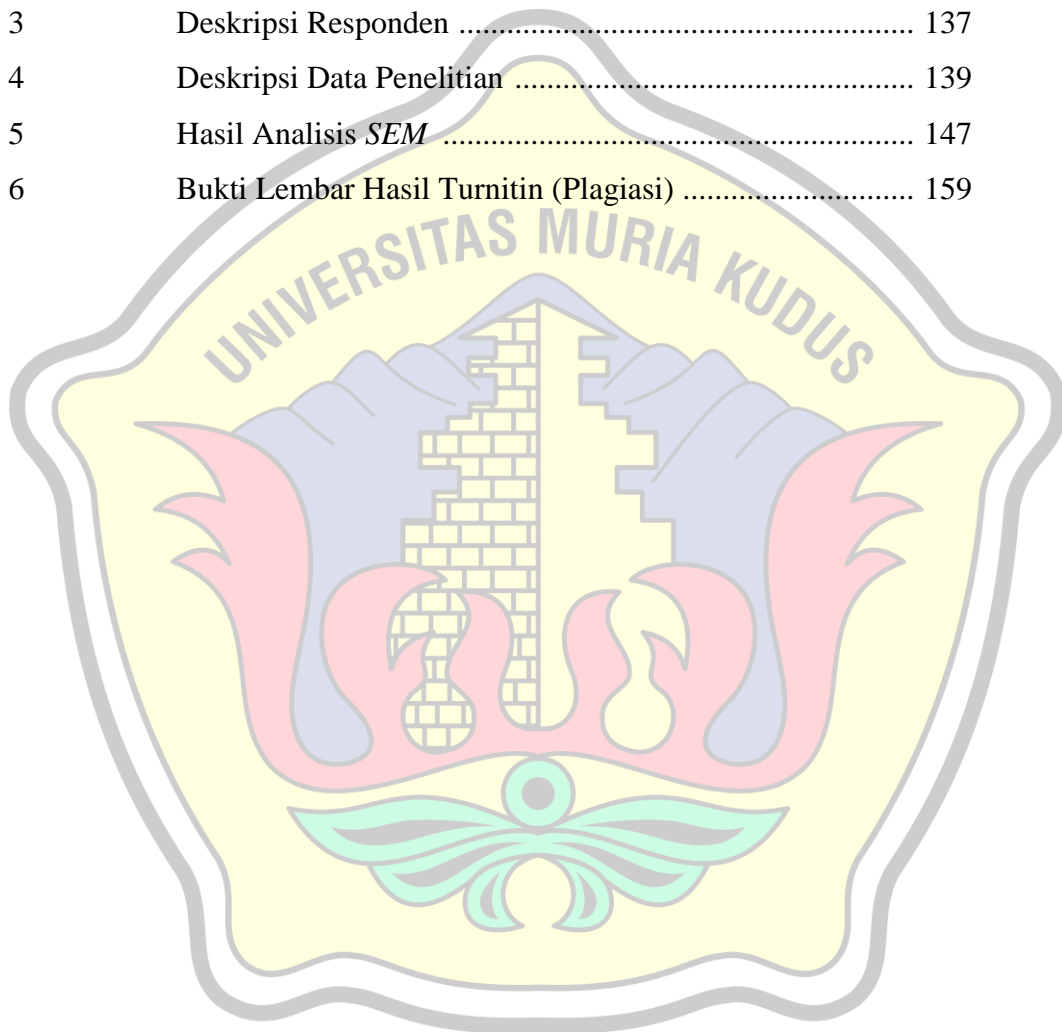 3 Deskripsi Responden ........................................................ 137
4 Deskripsi Data Penelitian ................................................. 139
5 Hasil Analisis SEM .......................................................... 147
6 Bukti Lembar Hasil Turnitin (Plagiasi) ............................ 159
UNIVERSITAS MURIA KUDUS